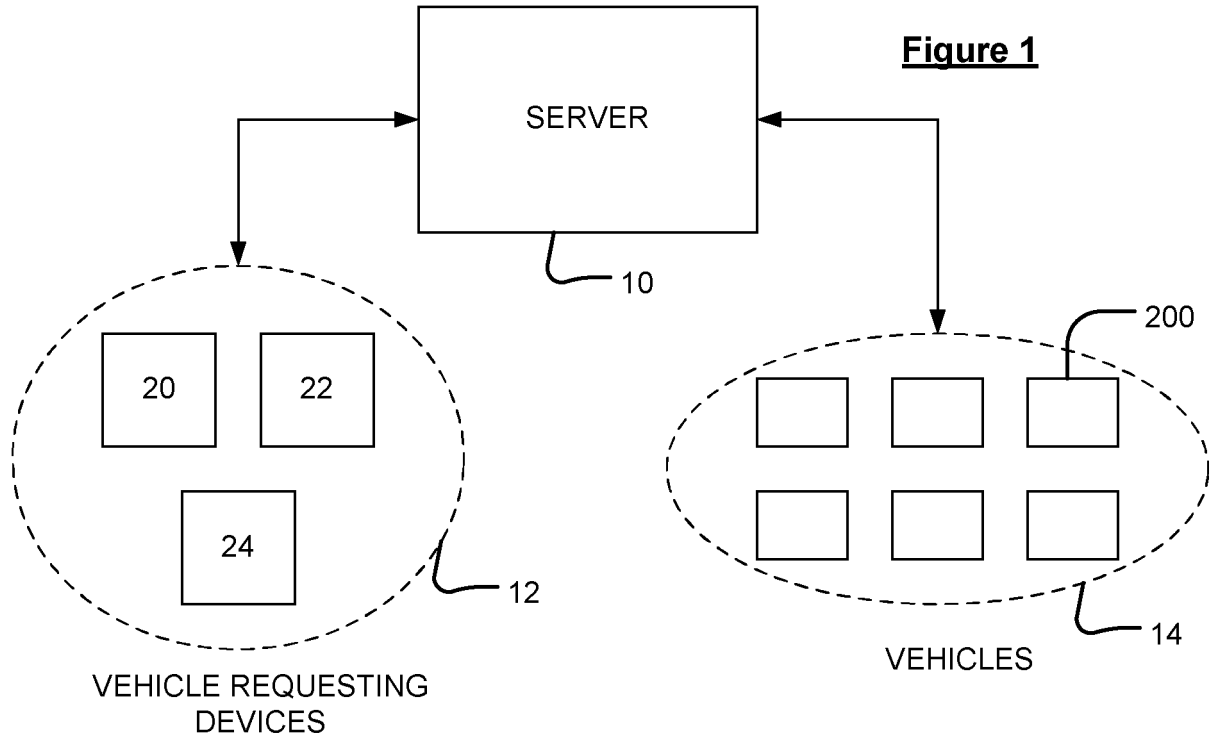 Figure 1
SERVER
10
200
20
22
24
12
14
VEHICLES
VEHICLE REQUESTING
DEVICES